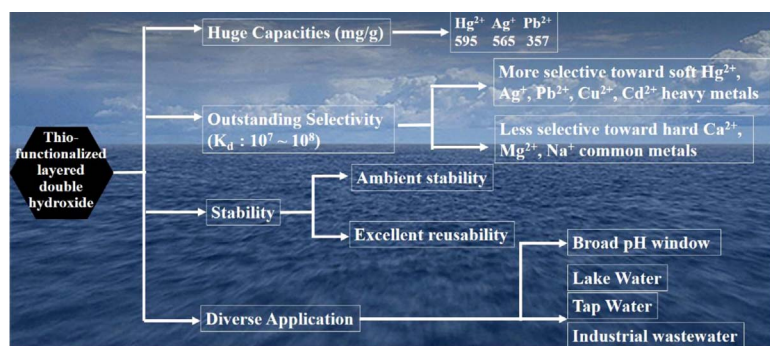 Thio-
functionalized
layered
double
hydroxide
Huge Capacities (mg/g)
Hg²⁺ Ag⁺ Pb²⁺
595 565 357
Outstanding Selectivity
(K_d : 10⁷ ~ 10⁸)
More selective toward soft Hg²⁺,
Ag⁺, Pb²⁺, Cu²⁺, Cd²⁺ heavy metals
Less selective toward hard Ca²⁺,
Mg²⁺, Na⁺ common metals
Stability
Ambient stability
Excellent reusability
Diverse Application
Broad pH window
Lake Water
Tap Water
Industrial wastewater